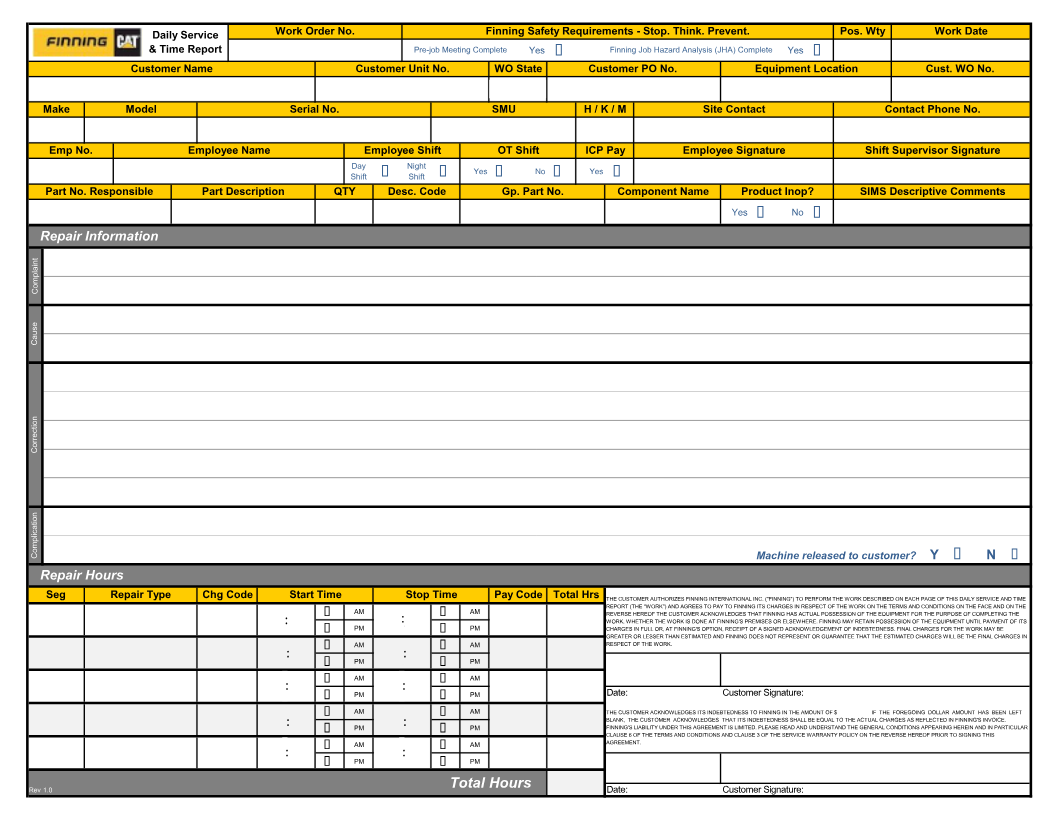 FINNING CAT
Daily Service
& Time Report
Work Order No.
Finning Safety Requirements - Stop. Think. Prevent.
Pos. Wty
Work Date
Pre-job Meeting Complete Yes
Finning Job Hazard Analysis (JHA) Complete Yes
Customer Name
Customer Unit No.
WO State
Customer PO No.
Equipment Location
Cust. WO No.
Make
Model
Serial No.
SMU
H / K / M
Site Contact
Contact Phone No.
Emp No.
Employee Name
Employee Shift
OT Shift
ICP Pay
Employee Signature
Shift Supervisor Signature
Day
Shift
Night
Shift
Yes
No
Yes
Part No. Responsible
Part Description
QTY
Desc. Code
Gp. Part No.
Component Name
Product Inop?
SIMS Descriptive Comments
Yes
No
Repair Information
Complaint
Cause
Correction
Complication
Machine released to customer? Y N
Repair Hours
Seg
Repair Type
Chg Code
Start Time
Stop Time
Pay Code
Total Hrs
: AM : AM
PM PM
: AM : AM
PM PM
: AM : AM
PM PM
: AM : AM
PM PM
: AM : AM
PM PM
Total Hours
Rev 1.0
THE CUSTOMER AUTHORIZES FINNING INTERNATIONAL INC. ("FINNING") TO PERFORM THE WORK DESCRIBED ON EACH PAGE OF THIS DAILY SERVICE AND TIME
REPORT (THE "WORK") AND AGREES TO PAY TO FINNING ITS CHARGES IN RESPECT OF THE WORK ON THE TERMS AND CONDITIONS ON THE FACE AND ON THE
REVERSE HEREOF THE CUSTOMER ACKNOWLEDGES THAT FINNING HAS ACTUAL POSSESSION OF THE EQUIPMENT FOR THE PURPOSE OF COMPLETING THE
WORK, WHETHER THE WORK IS DONE AT FINNING'S PREMISES OR ELSEWHERE. FINNING MAY RETAIN POSSESSION OF THE EQUIPMENT UNTIL PAYMENT OF ITS
CHARGES IN FULL OR, AT FINNING'S OPTION, RECEIPT OF A SIGNED ACKNOWLEDGEMENT OF INDEBTEDNESS. FINAL CHARGES FOR THE WORK MAY BE
GREATER OR LESSER THAN ESTIMATED AND FINNING DOES NOT REPRESENT OR GUARANTEE THAT THE ESTIMATED CHARGES WILL BE THE FINAL CHARGES IN
RESPECT OF THE WORK.
Date: Customer Signature:
THE CUSTOMER ACKNOWLEDGES ITS INDEBTEDNESS TO FINNING IN THE AMOUNT OF $ IF THE FOREGOING DOLLAR AMOUNT HAS BEEN LEFT
BLANK, THE CUSTOMER ACKNOWLEDGES THAT ITS INDEBTEDNESS SHALL BE EQUAL TO THE ACTUAL CHARGES AS REFLECTED IN FINNING'S INVOICE.
FINNING'S LIABILITY UNDER THIS AGREEMENT IS LIMITED. PLEASE READ AND UNDERSTAND THE GENERAL CONDITIONS APPEARING HEREIN AND IN PARTICULAR
CLAUSE 6 OF THE TERMS AND CONDITIONS AND CLAUSE 3 OF THE SERVICE WARRANTY POLICY ON THE REVERSE HEREOF PRIOR TO SIGNING THIS
AGREEMENT.
Date: Customer Signature: